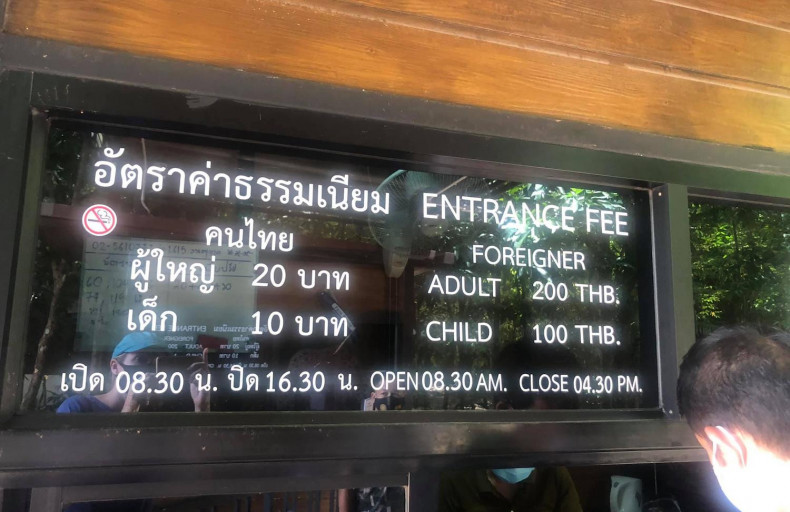 อัตราค่าธรรมเนียม
คนไทย
ผู้ใหญ่ 20 บาท
เด็ก 10 บาท
เปิด 08.30 น. ปิด 16.30 น.
ENTRANCE FEE
FOREIGNER
ADULT 200 THB.
CHILD 100 THB.
OPEN 08.30 AM. CLOSE 04.30 PM.